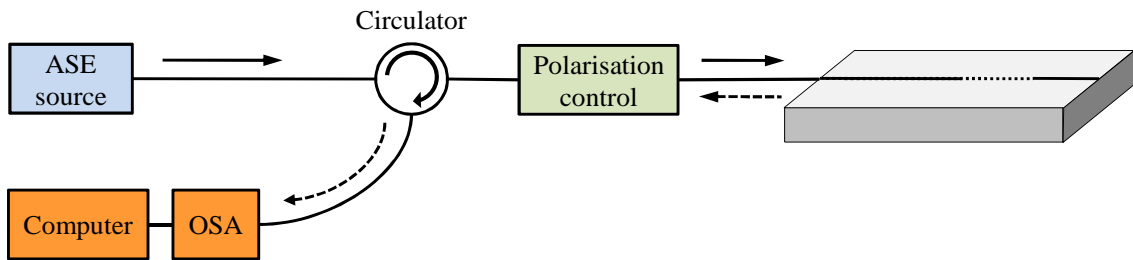 Circulator
ASE
source
Polarisation
control
Computer
OSA